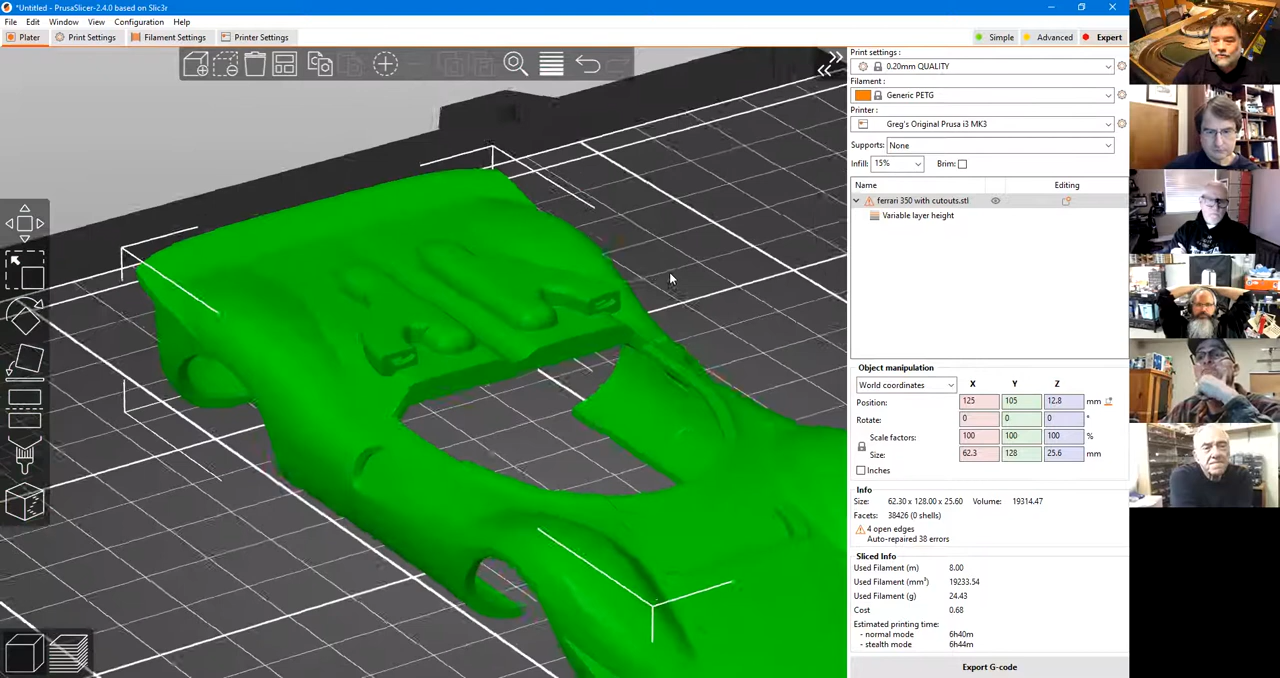 *Untitled - PrusaSlicer-2.4.0 based on Slic3r
File Edit Window View Configuration Help
Plater Print Settings Filament Settings Printer Settings Simple Advanced Expert
Print settings :
0.20mm QUALITY
Filament :
Generic PETG
Printer :
Greg's Original Prusa i3 MK3
Supports: None
Infill: 15% Brim:
Name Editing
ferrari 350 with cutouts.stl
Variable layer height
Object manipulation
World coordinates X Y Z
Position: 125 105 12.8 mm
Rotate: 0 0 0 °
Scale factors: 100 100 100 %
Size: 62.3 128 25.6 mm
Inches
Info
Size: 62.30 x 128.00 x 25.60 Volume: 19314.47
Facets: 38426 (0 shells)
4 open edges
Auto-repaired 38 errors
Sliced Info
Used Filament (m) 8.00
Used Filament (mm³) 19233.54
Used Filament (g) 24.43
Cost 0.68
Estimated printing time:
- normal mode 6h40m
- stealth mode 6h44m
Export G-code